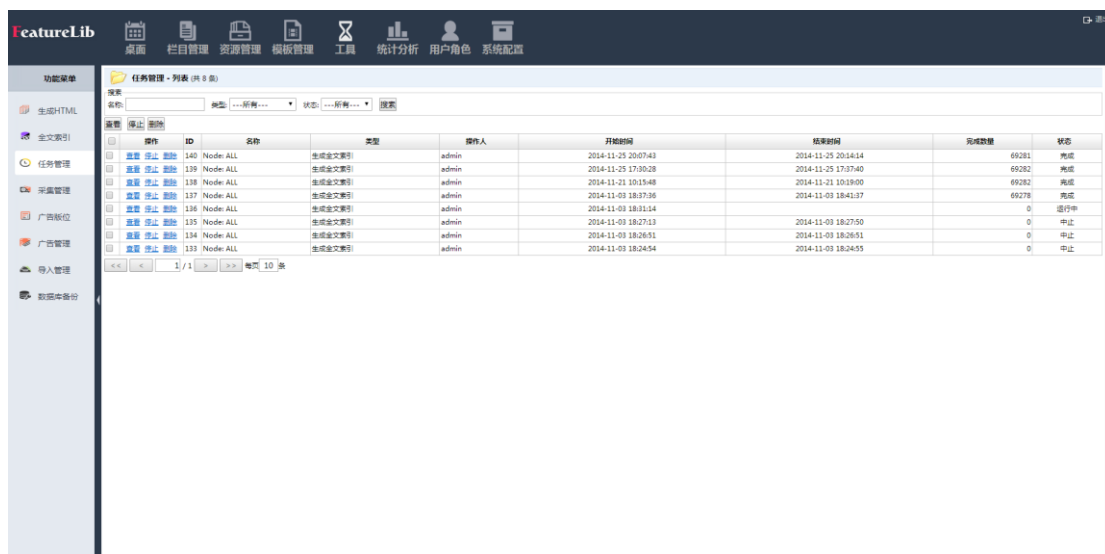 FeatureLib
桌面 栏目管理 资源管理 模板管理 工具 统计分析 用户角色 系统配置
功能菜单
生成HTML
全文索引
任务管理
采集管理
广告版位
广告管理
导入管理
数据库备份
任务管理 - 列表 (共 8 条)
搜索
名称: 类型: ---所有--- 状态: ---所有--- 搜索
查看 停止 删除
操作 ID 名称 类型 操作人 开始时间 结束时间 完成数量 状态
查看 停止 删除 140 Node: ALL 生成全文索引 admin 2014-11-25 20:07:43 2014-11-25 20:14:14 69281 完成
查看 停止 删除 139 Node: ALL 生成全文索引 admin 2014-11-25 17:30:28 2014-11-25 17:37:40 69282 完成
查看 停止 删除 138 Node: ALL 生成全文索引 admin 2014-11-21 10:15:48 2014-11-21 10:19:00 69282 完成
查看 停止 删除 137 Node: ALL 生成全文索引 admin 2014-11-03 18:37:36 2014-11-03 18:41:37 69278 完成
查看 停止 删除 136 Node: ALL 生成全文索引 admin 2014-11-03 18:31:14 0 运行中
查看 停止 删除 135 Node: ALL 生成全文索引 admin 2014-11-03 18:27:13 2014-11-03 18:27:50 0 中止
查看 停止 删除 134 Node: ALL 生成全文索引 admin 2014-11-03 18:26:51 2014-11-03 18:26:51 0 中止
查看 停止 删除 133 Node: ALL 生成全文索引 admin 2014-11-03 18:24:54 2014-11-03 18:24:55 0 中止
<< < 1 / 1 > >> 每页 10 条